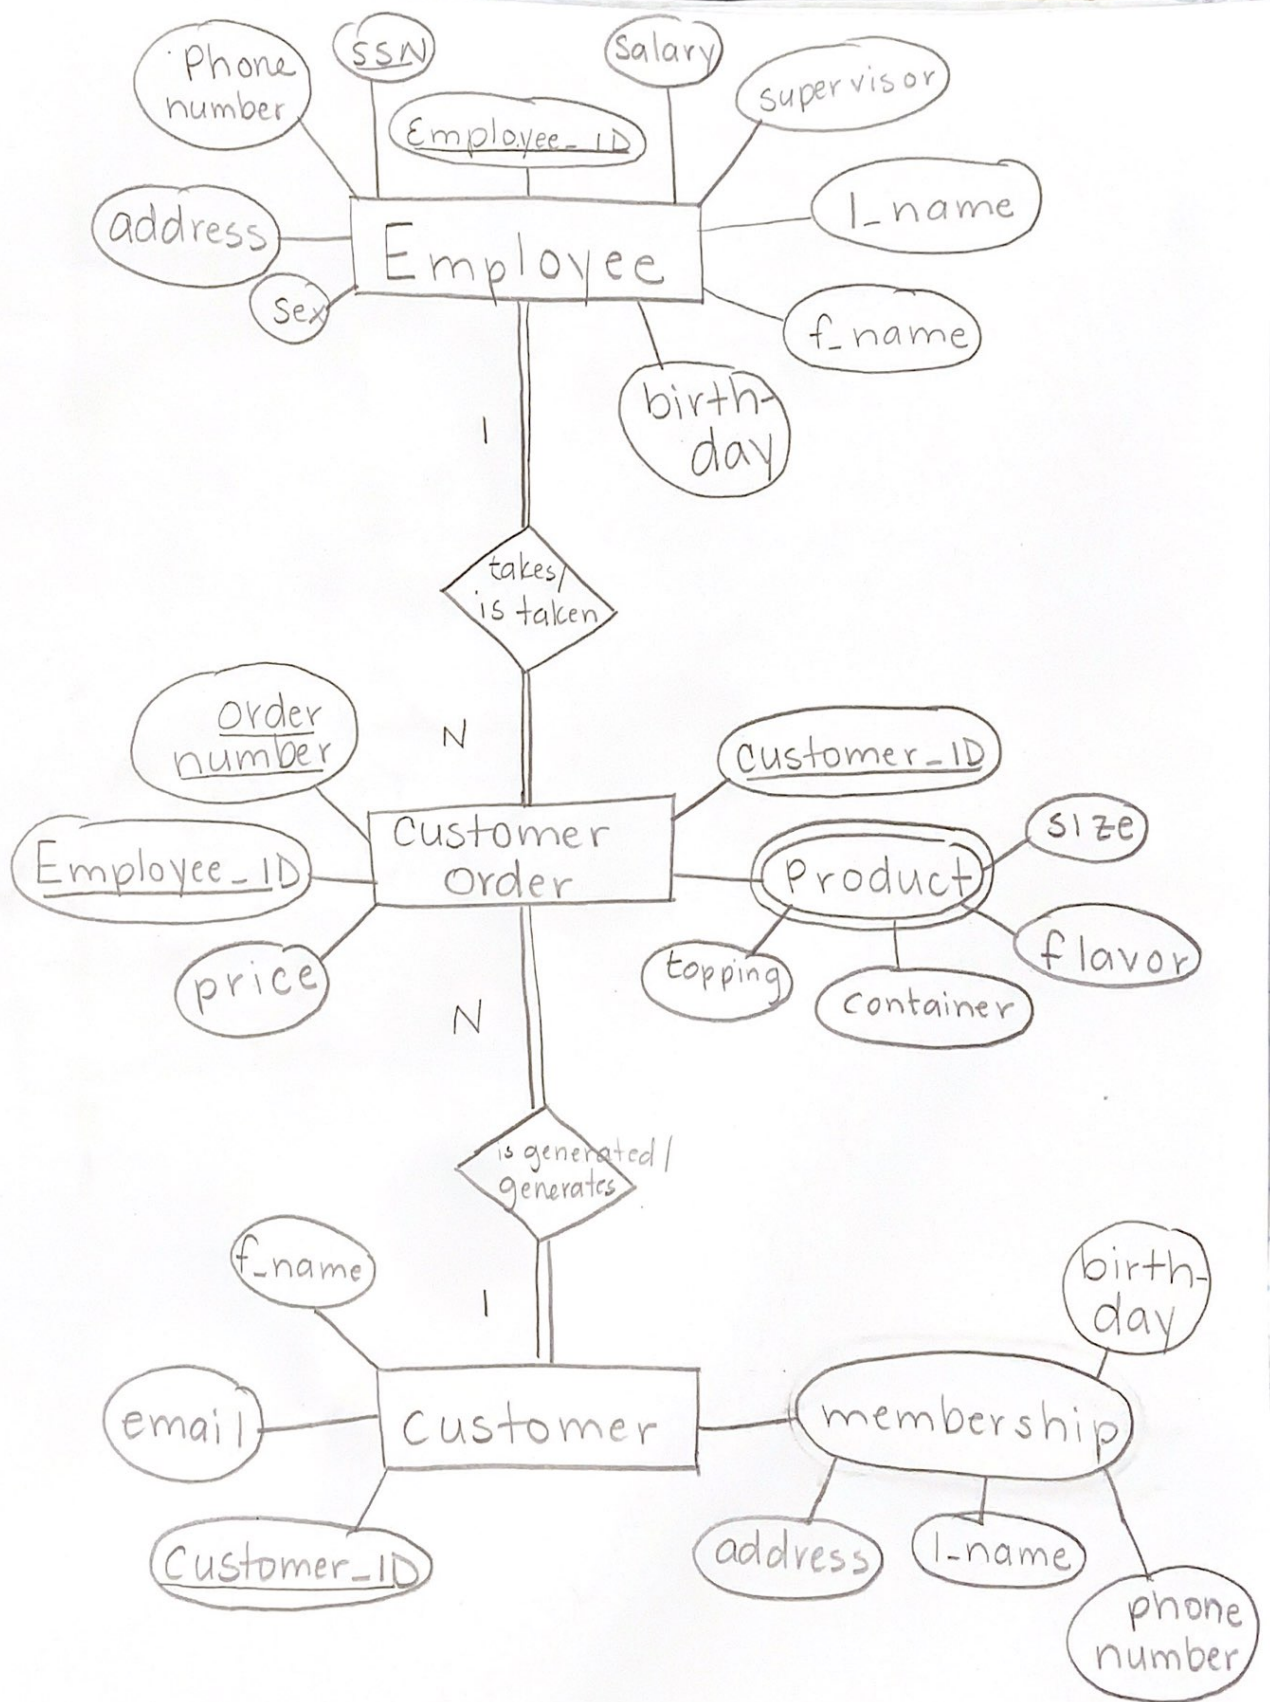 Phone
number
SSN
Salary
supervisor
Employee_ID
address
Employee
l_name
sex
f_name
birth-
day
1
takes/
is taken
N
order
number
Customer_ID
Employee_ID
Customer
order
Product
size
price
topping
container
flavor
N
is generated/
generates
1
f_name
birth-
day
email
Customer
membership
Customer_ID
address
l_name
phone
number